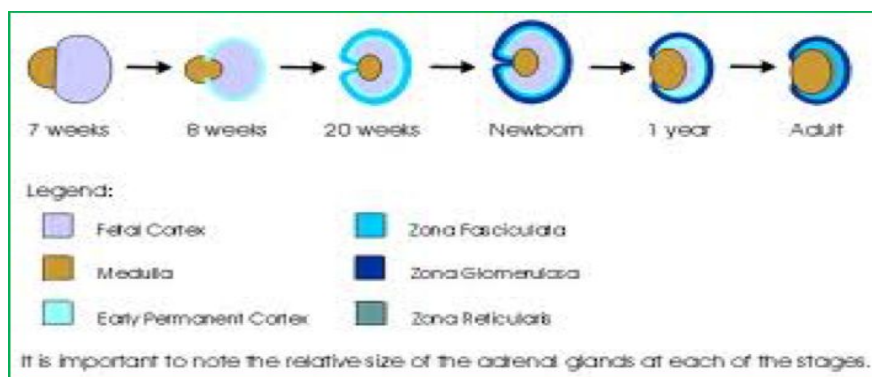 7 weeks 8 weeks 20 weeks Newborn 1 year Adult
Legend:
Fetal Cortex Zona Fasciculata
Medulla Zona Glomerulosa
Early Permanent Cortex Zona Reticularis
It is important to note the relative size of the adrenal glands at each of the stages.